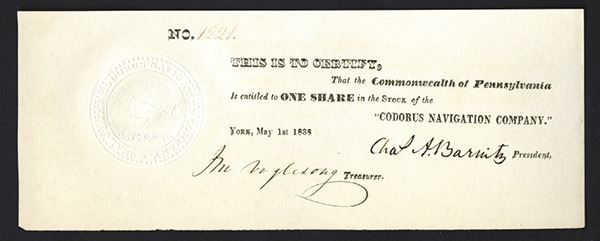 NO. 1221.
THIS IS TO CERTIFY,
That the Commonwealth of Pennsylvania
Is entitled to ONE SHARE in the Stock of the
"CODORUS NAVIGATION COMPANY."
YORK, May 1st 1838
Chas A. Barnitz President,
Treasurer.